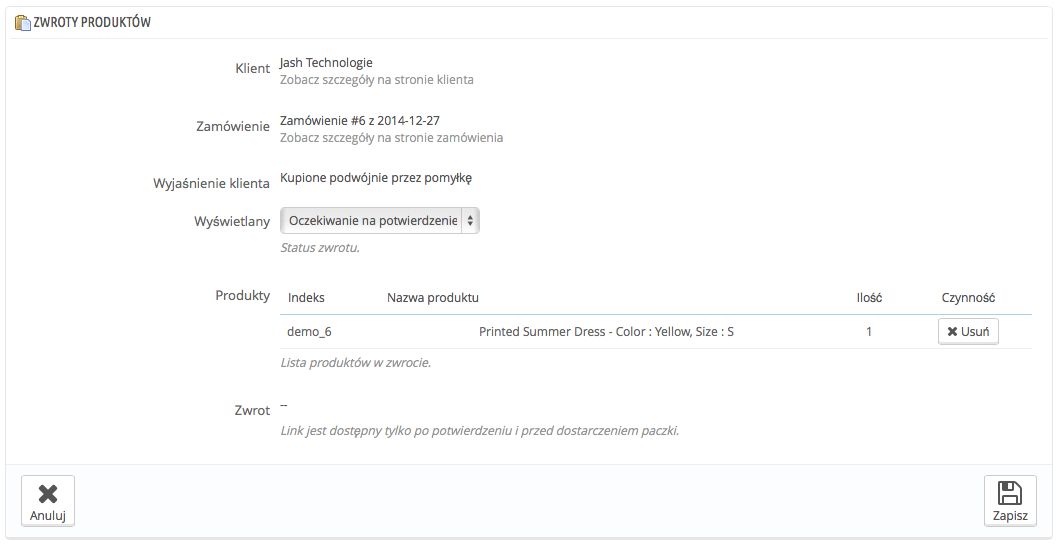 ZWROTY PRODUKTÓW
Klient
Jash Technologie
Zobacz szczegóły na stronie klienta
Zamówienie
Zamówienie #6 z 2014-12-27
Zobacz szczegóły na stronie zamówienia
Wyjaśnienie klienta
Kupione podwójnie przez pomyłkę
Wyświetlany
Oczekiwanie na potwierdzenie
Status zwrotu.
Produkty
Indeks Nazwa produktu Ilość Czynność
demo_6 Printed Summer Dress - Color : Yellow, Size : S 1 Usuń
Lista produktów w zwrocie.
Zwrot
--
Link jest dostępny tylko po potwierdzeniu i przed dostarczeniem paczki.
Anuluj
Zapisz